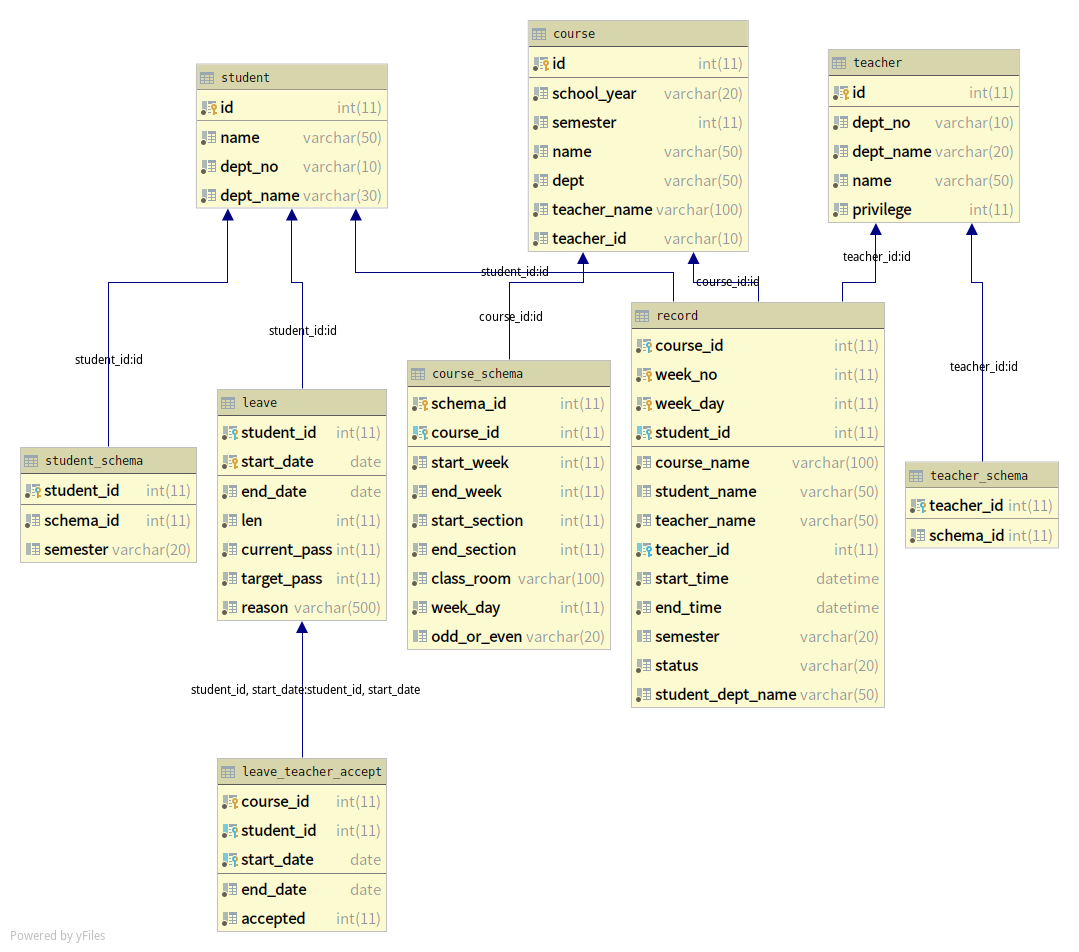 student
id int(11)
name varchar(50)
dept_no varchar(10)
dept_name varchar(30)
course
id int(11)
school_year varchar(20)
semester int(11)
name varchar(50)
dept varchar(50)
teacher_name varchar(100)
teacher_id varchar(10)
teacher
id int(11)
dept_no varchar(10)
dept_name varchar(20)
name varchar(50)
privilege int(11)
student_id:id
student_id:id
student_id:id
course_id:id
course_id:id
teacher_id:id
teacher_id:id
student_schema
student_id int(11)
schema_id int(11)
semester varchar(20)
leave
student_id int(11)
start_date date
end_date date
len int(11)
current_pass int(11)
target_pass int(11)
reason varchar(500)
course_schema
schema_id int(11)
course_id int(11)
start_week int(11)
end_week int(11)
start_section int(11)
end_section int(11)
class_room varchar(100)
week_day int(11)
odd_or_even varchar(20)
record
course_id int(11)
week_no int(11)
week_day int(11)
student_id int(11)
course_name varchar(100)
student_name varchar(50)
teacher_name varchar(50)
teacher_id int(11)
start_time datetime
end_time datetime
semester varchar(20)
status varchar(20)
student_dept_name varchar(50)
teacher_schema
teacher_id int(11)
schema_id int(11)
student_id, start_date:student_id, start_date
leave_teacher_accept
course_id int(11)
student_id int(11)
start_date date
end_date date
accepted int(11)
Powered by yFiles